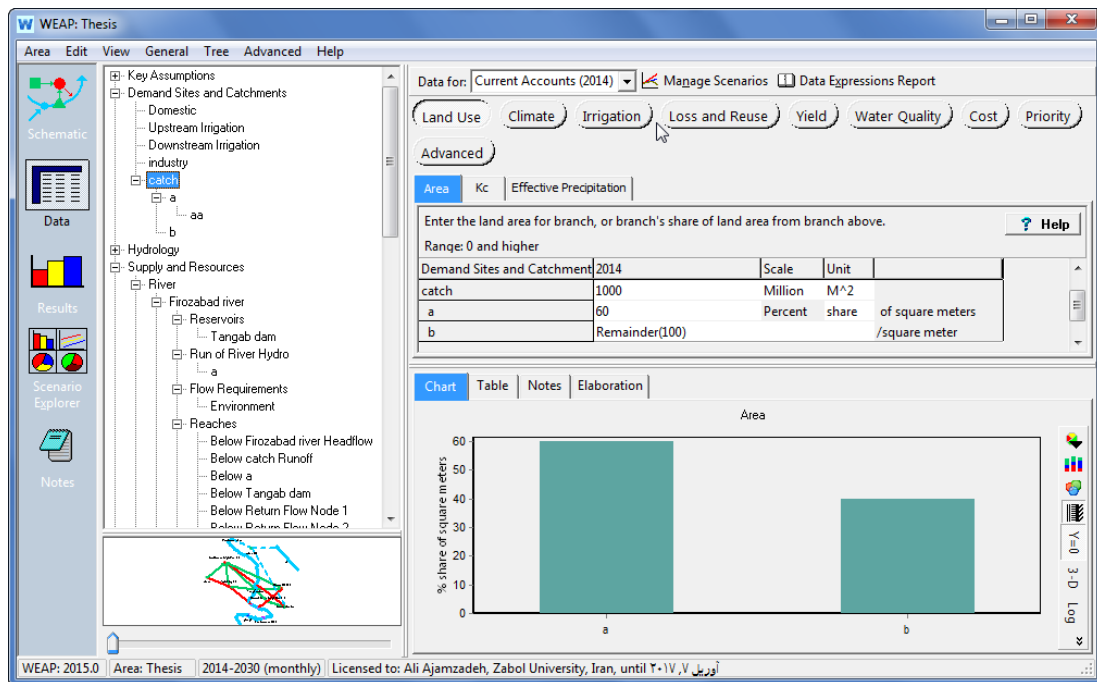 WEAP: Thesis
Area Edit View General Tree Advanced Help
Schematic
Data
Results
Scenario
Explorer
Notes
Key Assumptions
Demand Sites and Catchments
Domestic
Upstream Irrigation
Downstream Irrigation
industry
catch
a
aa
b
Hydrology
Supply and Resources
River
Firozabad river
Reservoirs
Tangab dam
Run of River Hydro
a
Flow Requirements
Environment
Reaches
Below Firozabad river Headflow
Below catch Runoff
Below a
Below Tangab dam
Below Return Flow Node 1
Below Return Flow Node 2
Data for: Current Accounts (2014) Manage Scenarios Data Expressions Report
Land Use Climate Irrigation Loss and Reuse Yield Water Quality Cost Priority
Advanced
Area Kc Effective Precipitation
Enter the land area for branch, or branch's share of land area from branch above.
? Help
Range: 0 and higher
Demand Sites and Catchment 2014 Scale Unit
catch 1000 Million M^2
a 60 Percent share of square meters
b Remainder(100) /square meter
Chart Table Notes Elaboration
Area
% share of square meters
60
50
40
30
20
10
0
a b
Y=0
3-D
Log
WEAP: 2015.0 Area: Thesis 2014-2030 (monthly) Licensed to: Ali Ajamzadeh, Zabol University, Iran, until آوریل ۷, ۲۰۱۷